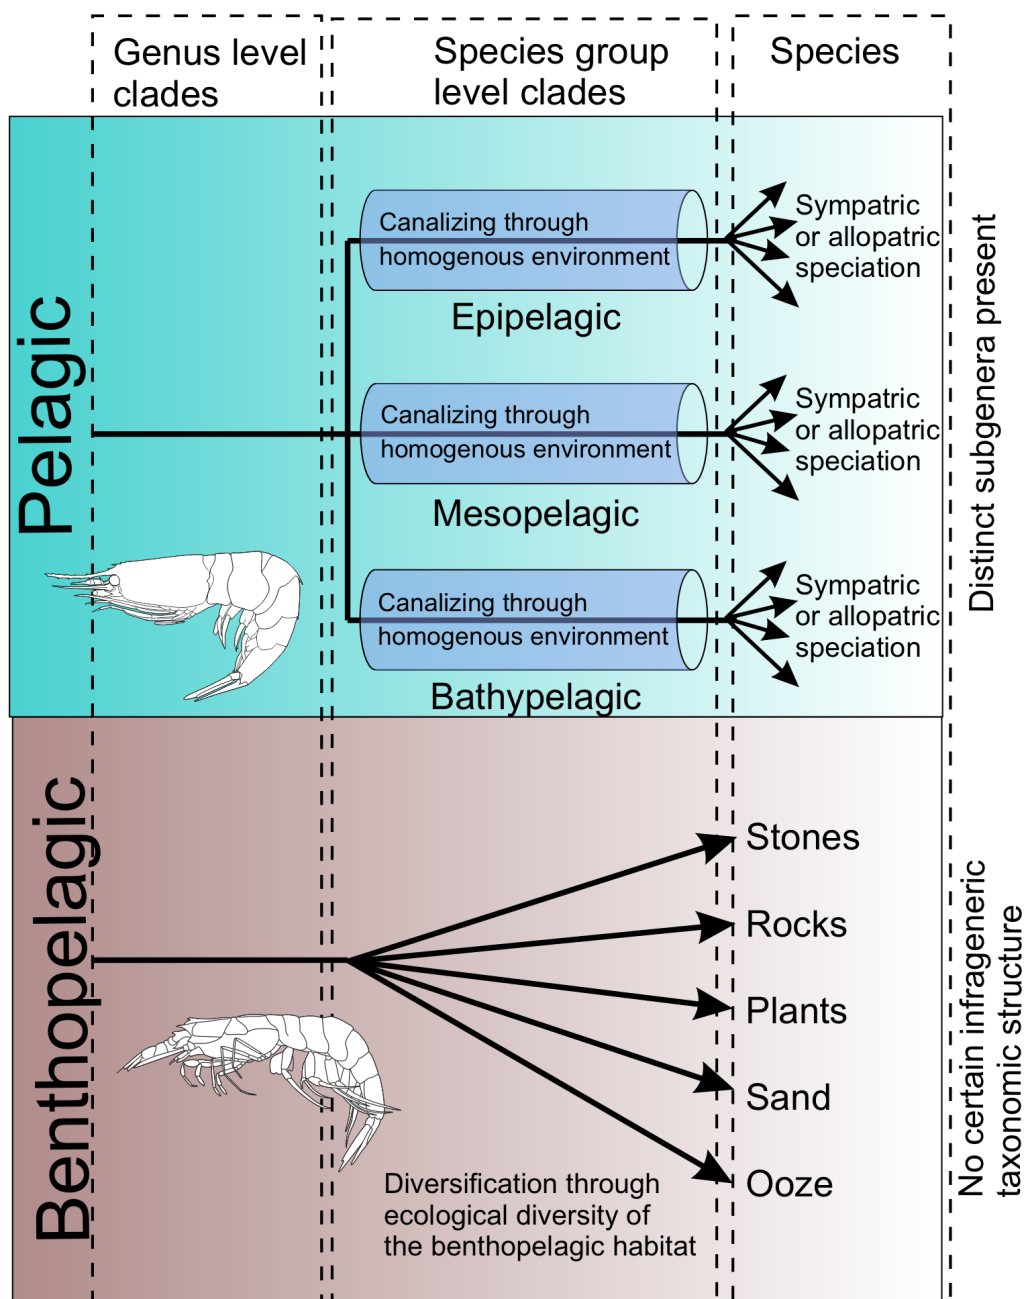 Genus level
clades
Species group
level clades
Species
Pelagic
Canalizing through
homogenous environment
Epipelagic
Sympatric
or allopatric
speciation
Canalizing through
homogenous environment
Mesopelagic
Sympatric
or allopatric
speciation
Canalizing through
homogenous environment
Bathypelagic
Sympatric
or allopatric
speciation
Distinct subgenera present
Benthopelagic
Stones
Rocks
Plants
Sand
Ooze
Diversification through
ecological diversity of
the benthopelagic habitat
No certain infrageneric
taxonomic structure